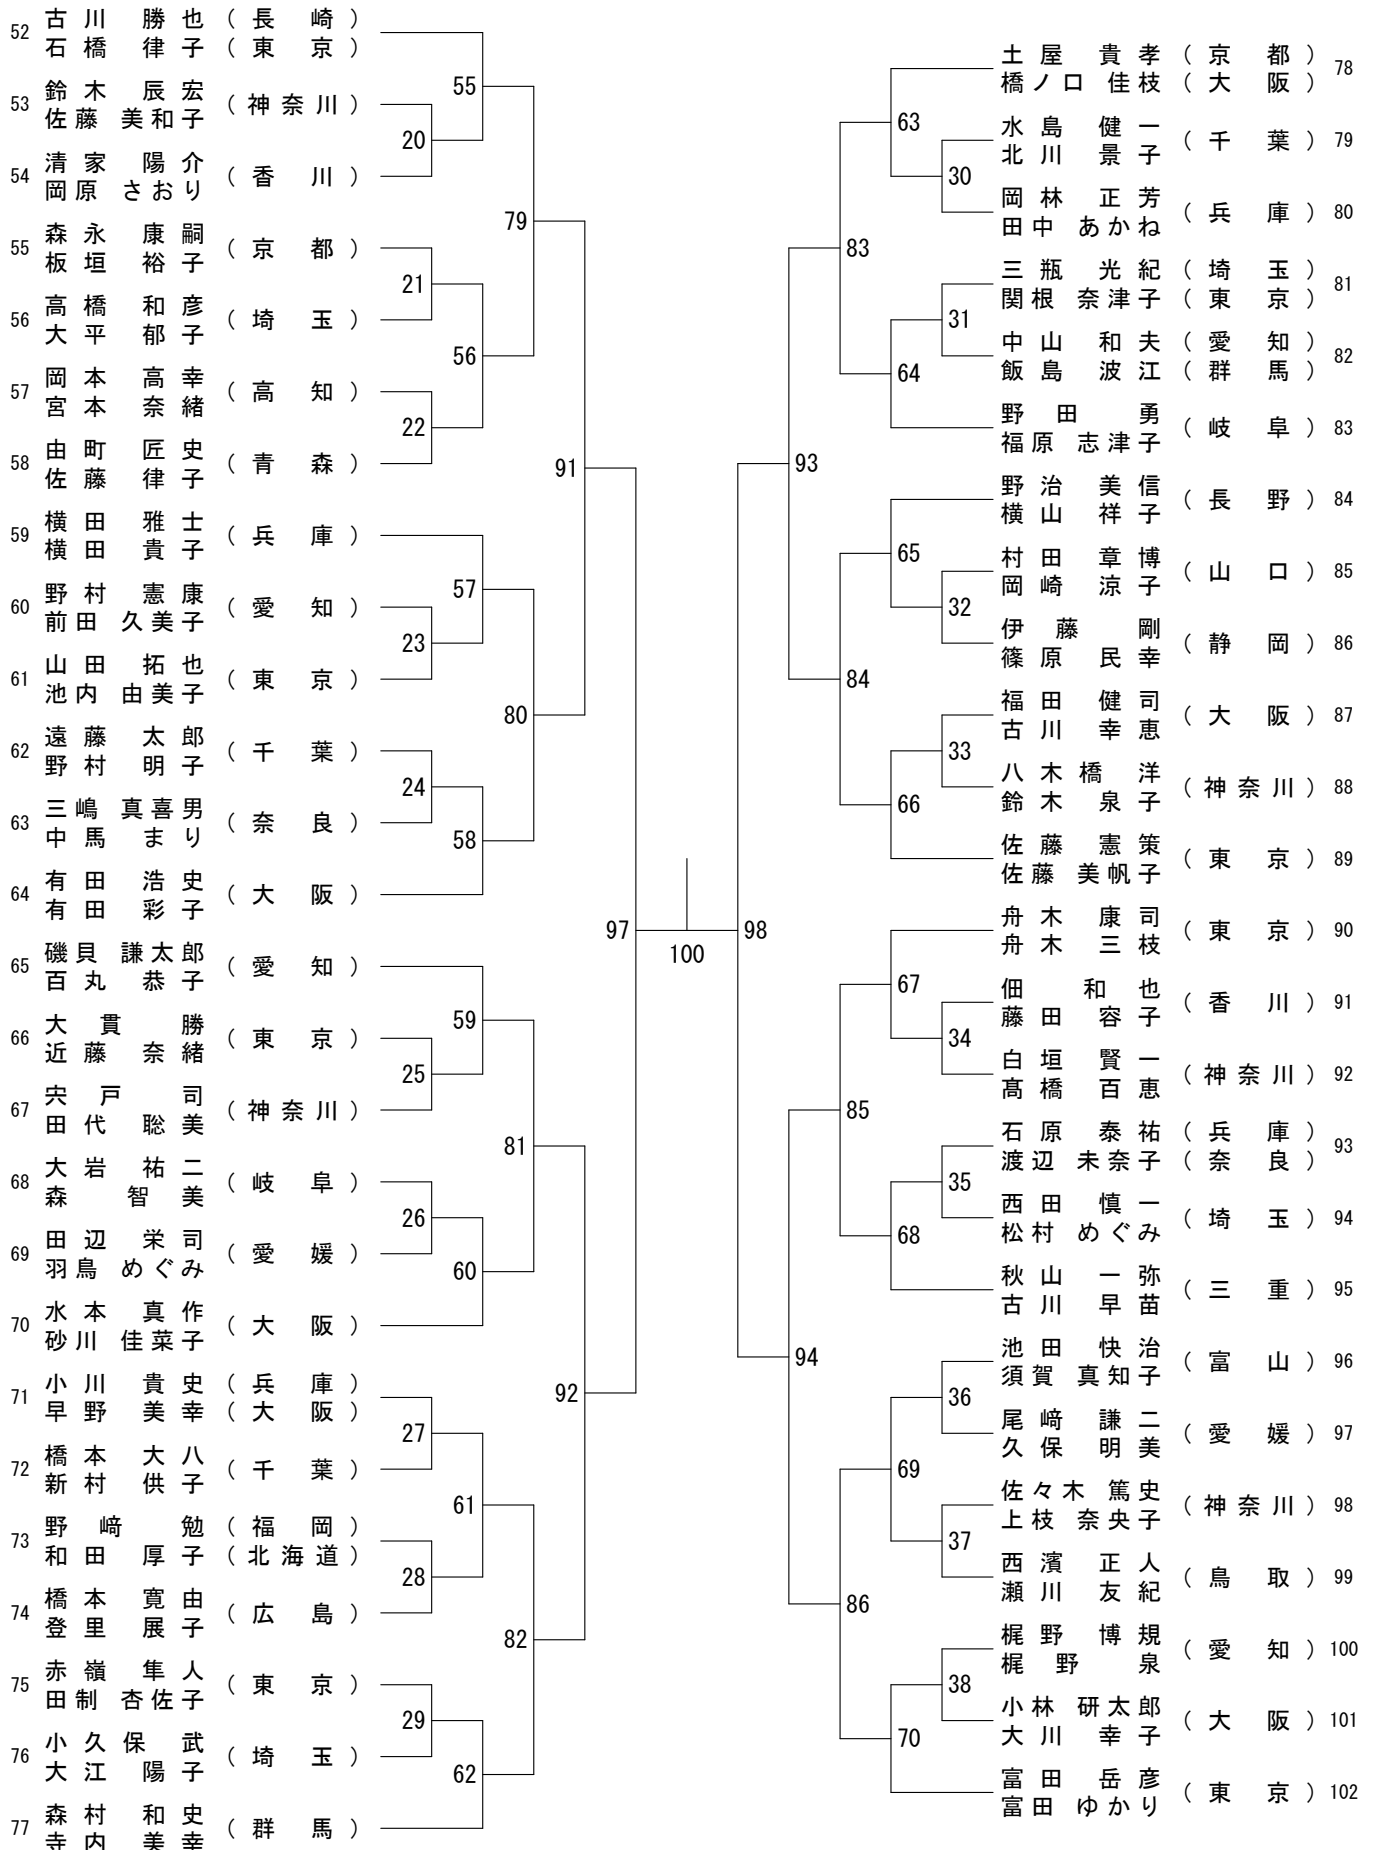 52 古川 勝也 (長崎)
石橋 律子 (東京)
53 鈴木 辰宏 (神奈川)
佐藤 美和子
54 清家 陽介 (香川)
岡原 さおり
55 森永 康嗣 (京都)
板垣 裕子
56 高橋 和彦 (埼玉)
大平 郁子
57 岡本 高幸 (高知)
宮本 奈緒
58 由町 匠史 (青森)
佐藤 律子
59 横田 雅士 (兵庫)
横田 貴子
60 野村 憲康 (愛知)
前田 久美子
61 山田 拓也 (東京)
池内 由美子
62 遠藤 太郎 (千葉)
野村 明子
63 三嶋 真喜男 (奈良)
中馬 まり
64 有田 浩史 (大阪)
有田 彩子
65 磯貝 謙太郎 (愛知)
百丸 恭子
66 大貫 勝 (東京)
近藤 奈緒
67 宍戸 司 (神奈川)
田代 聡美
68 大岩 祐二 (岐阜)
森 智美
69 田辺 栄司 (愛媛)
羽鳥 めぐみ
70 水本 真作 (大阪)
砂川 佳菜子
71 小川 貴史 (兵庫)
早野 美幸 (大阪)
72 橋本 大八 (千葉)
新村 供子
73 野﨑 勉 (福岡)
和田 厚子 (北海道)
74 橋本 寛由 (広島)
登里 展子
75 赤嶺 隼人 (東京)
田制 杏佐子
76 小久保 武 (埼玉)
大江 陽子
77 森村 和史 (群馬)
寺内 美幸
20
21
22
23
24
25
26
27
28
29
55
56
57
58
59
60
61
62
79
80
81
82
91
92
97
100
98
93
94
83
84
85
86
63
64
65
66
67
68
69
70
30
31
32
33
34
35
36
37
38
土屋 貴孝 (京都) 78
橋ノ口 佳枝 (大阪)
水島 健一 (千葉) 79
北川 景子
岡林 正芳 (兵庫) 80
田中 あかね
三瓶 光紀 (埼玉) 81
関根 奈津子 (東京)
中山 和夫 (愛知) 82
飯島 波江 (群馬)
野田 勇 (岐阜) 83
福原 志津子
野治 美信 (長野) 84
横山 祥子
村田 章博 (山口) 85
岡崎 涼子
伊藤 剛 (静岡) 86
篠原 民幸
福田 健司 (大阪) 87
古川 幸恵
八木橋 洋 (神奈川) 88
鈴木 泉子
佐藤 憲策 (東京) 89
佐藤 美帆子
舟木 康司 (東京) 90
舟木 三枝
佃 和也 (香川) 91
藤田 容子
白垣 賢一 (神奈川) 92
髙橋 百恵
石原 泰祐 (兵庫) 93
渡辺 未奈子 (奈良)
西田 慎一 (埼玉) 94
松村 めぐみ
秋山 一弥 (三重) 95
古川 早苗
池田 快治 (富山) 96
須賀 真知子
尾﨑 謙二 (愛媛) 97
久保 明美
佐々木 篤史 (神奈川) 98
上枝 奈央子
西濱 正人 (鳥取) 99
瀬川 友紀
梶野 博規 (愛知) 100
梶野 泉
小林 研太郎 (大阪) 101
大川 幸子
富田 岳彦 (東京) 102
富田 ゆかり